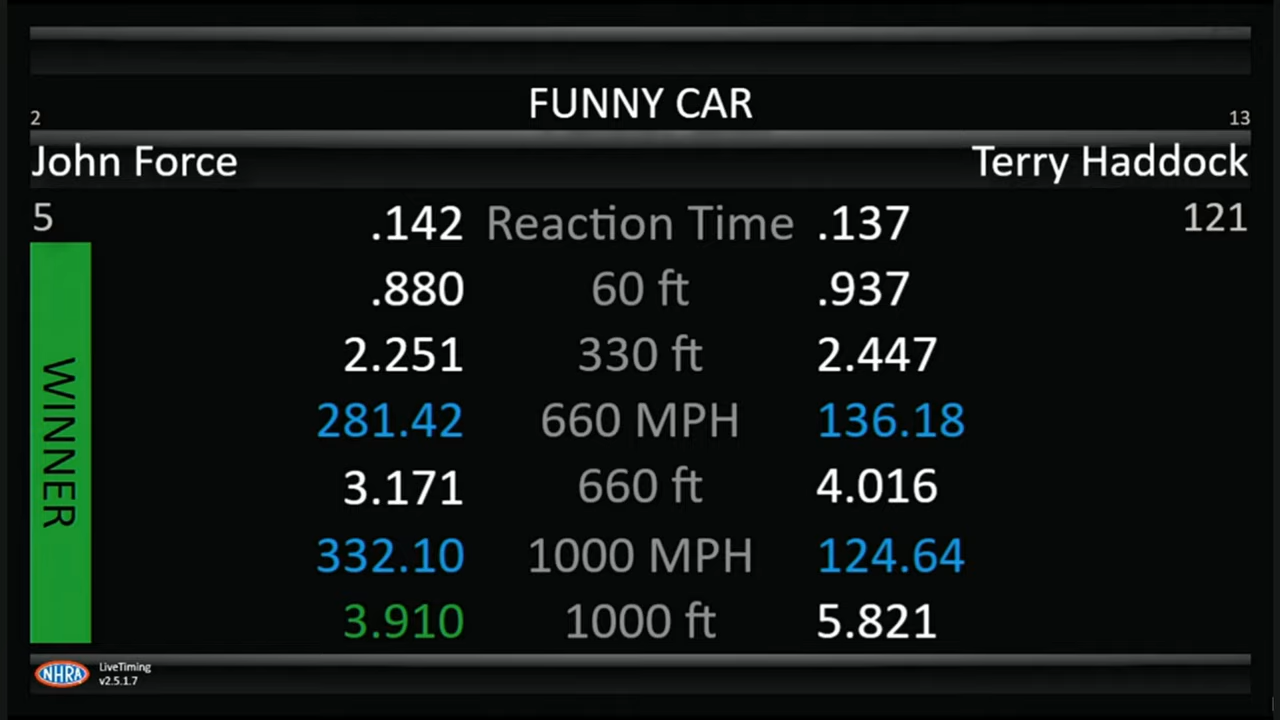 FUNNY CAR
2 13
John Force Terry Haddock
5 .142 Reaction Time .137 121
.880 60 ft .937
2.251 330 ft 2.447
281.42 660 MPH 136.18
3.171 660 ft 4.016
332.10 1000 MPH 124.64
3.910 1000 ft 5.821
WINNER
NHRA LiveTiming
v2.5.1.7